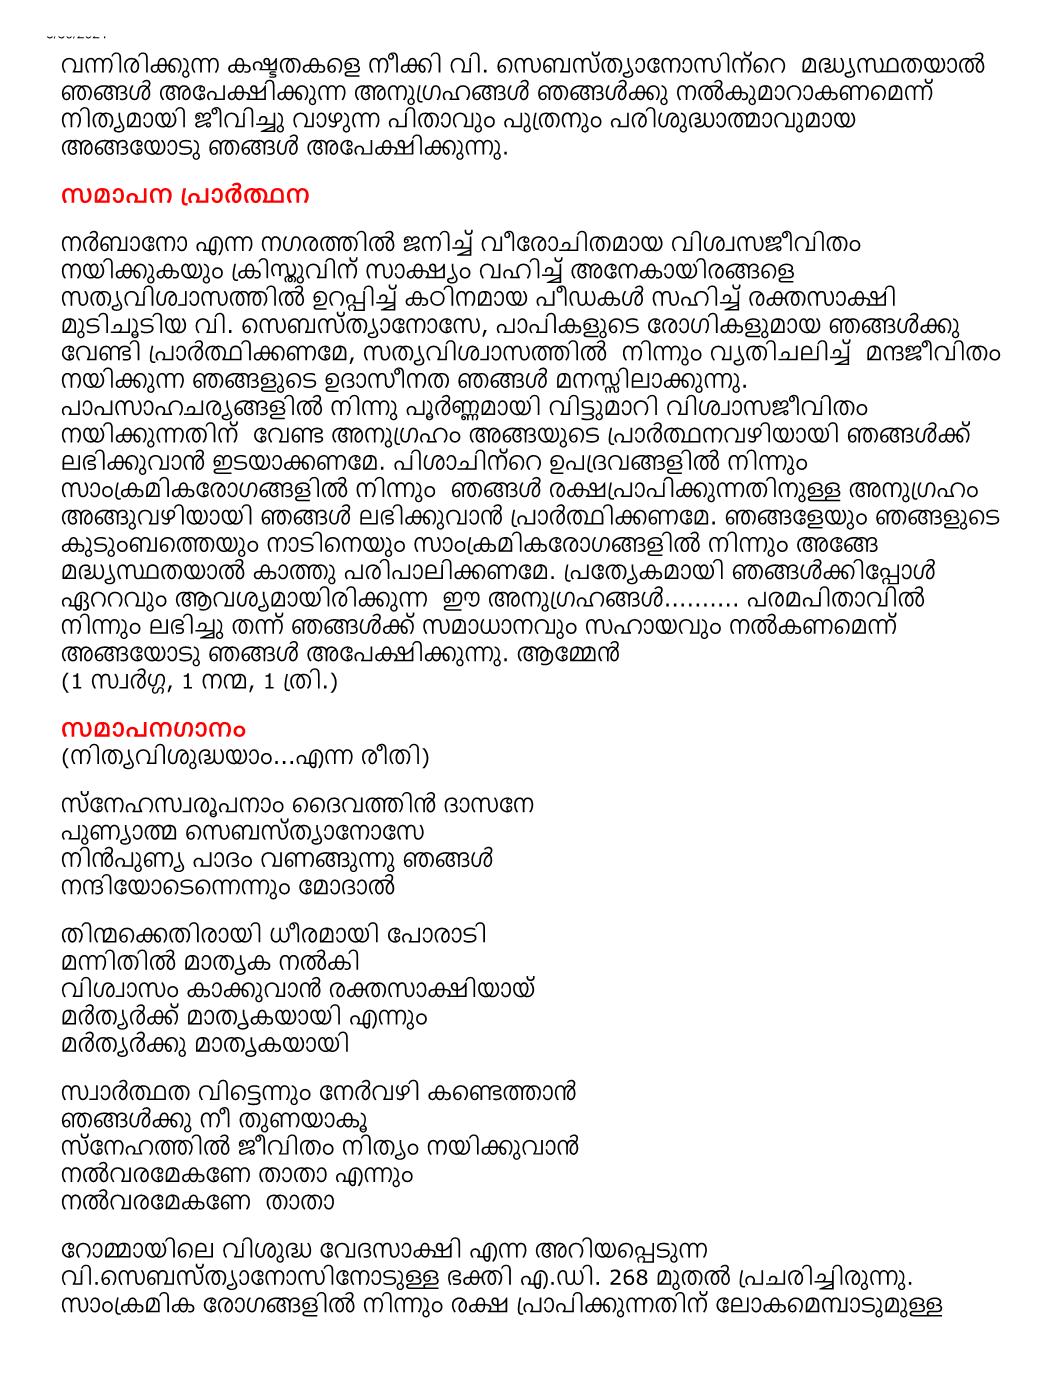 വന്നിരിക്കുന്ന കഷ്ടതകളെ നീക്കി വി. സെബസ്ത്യാനോസിന്റെ മദ്ധ്യസ്ഥതയാൽ
ഞങ്ങൾ അപേക്ഷിക്കുന്ന അനുഗ്രഹങ്ങൾ ഞങ്ങൾക്കു നൽകുമാറാകണമെന്ന്
നിത്യമായി ജീവിച്ചു വാഴുന്ന പിതാവും പുത്രനും പരിശുദ്ധാത്മാവുമായ
അങ്ങയോടു ഞങ്ങൾ അപേക്ഷിക്കുന്നു.
സമാപന പ്രാർത്ഥന
നർബാനോ എന്ന നഗരത്തിൽ ജനിച്ച് വീരോചിതമായ വിശ്വസജീവിതം
നയിക്കുകയും ക്രിസ്തുവിന് സാക്ഷ്യം വഹിച്ച് അനേകായിരങ്ങളെ
സത്യവിശ്വാസത്തിൽ ഉറപ്പിച്ച് കഠിനമായ പീഡകൾ സഹിച്ച് രക്തസാക്ഷി
മുടിചൂടിയ വി. സെബസ്ത്യാനോസേ, പാപികളുടെ രോഗികളുമായ ഞങ്ങൾക്കു
വേണ്ടി പ്രാർത്ഥിക്കണമേ, സത്യവിശ്വാസത്തിൽ നിന്നും വ്യതിചലിച്ച് മന്ദജീവിതം
നയിക്കുന്ന ഞങ്ങളുടെ ഉദാസീനത ഞങ്ങൾ മനസ്സിലാക്കുന്നു.
പാപസാഹചര്യങ്ങളിൽ നിന്നു പൂർണ്ണമായി വിട്ടുമാറി വിശ്വാസജീവിതം
നയിക്കുന്നതിന് വേണ്ട അനുഗ്രഹം അങ്ങയുടെ പ്രാർത്ഥനവഴിയായി ഞങ്ങൾക്ക്
ലഭിക്കുവാൻ ഇടയാക്കണമേ. പിശാചിന്റെ ഉപദ്രവങ്ങളിൽ നിന്നും
സാംക്രമികരോഗങ്ങളിൽ നിന്നും ഞങ്ങൾ രക്ഷപ്രാപിക്കുന്നതിനുള്ള അനുഗ്രഹം
അങ്ങുവഴിയായി ഞങ്ങൾ ലഭിക്കുവാൻ പ്രാർത്ഥിക്കണമേ. ഞങ്ങളേയും ഞങ്ങളുടെ
കുടുംബത്തെയും നാടിനെയും സാംക്രമികരോഗങ്ങളിൽ നിന്നും അങ്ങേ
മദ്ധ്യസ്ഥതയാൽ കാത്തു പരിപാലിക്കണമേ. പ്രത്യേകമായി ഞങ്ങൾക്കിപ്പോൾ
ഏററവും ആവശ്യമായിരിക്കുന്ന ഈ അനുഗ്രഹങ്ങൾ.......... പരമപിതാവിൽ
നിന്നും ലഭിച്ചു തന്ന് ഞങ്ങൾക്ക് സമാധാനവും സഹായവും നൽകണമെന്ന്
അങ്ങയോടു ഞങ്ങൾ അപേക്ഷിക്കുന്നു. ആമ്മേൻ
(1 സ്വർഗ്ഗ, 1 നന്മ, 1 ത്രി.)
സമാപനഗാനം
(നിത്യവിശുദ്ധയാം...എന്ന രീതി)
സ്നേഹസ്വരൂപനാം ദൈവത്തിൻ ദാസനേ
പുണ്യാത്മ സെബസ്ത്യാനോസേ
നിൻപുണ്യ പാദം വണങ്ങുന്നു ഞങ്ങൾ
നന്ദിയോടെന്നെന്നും മോദാൽ
തിന്മക്കെതിരായി ധീരമായി പോരാടി
മന്നിതിൽ മാതൃക നൽകി
വിശ്വാസം കാക്കുവാൻ രക്തസാക്ഷിയായ്
മർത്യർക്ക് മാതൃകയായി എന്നും
മർത്യർക്കു മാതൃകയായി
സ്വാർത്ഥത വിട്ടെന്നും നേർവഴി കണ്ടെത്താൻ
ഞങ്ങൾക്കു നീ തുണയാകൂ
സ്നേഹത്തിൽ ജീവിതം നിത്യം നയിക്കുവാൻ
നൽവരമേകണേ താതാ എന്നും
നൽവരമേകണേ താതാ
റോമ്മായിലെ വിശുദ്ധ വേദസാക്ഷി എന്ന അറിയപ്പെടുന്ന
വി.സെബസ്ത്യാനോസിനോടുള്ള ഭക്തി എ.ഡി. 268 മുതൽ പ്രചരിച്ചിരുന്നു.
സാംക്രമിക രോഗങ്ങളിൽ നിന്നും രക്ഷ പ്രാപിക്കുന്നതിന് ലോകമെമ്പാടുമുള്ള